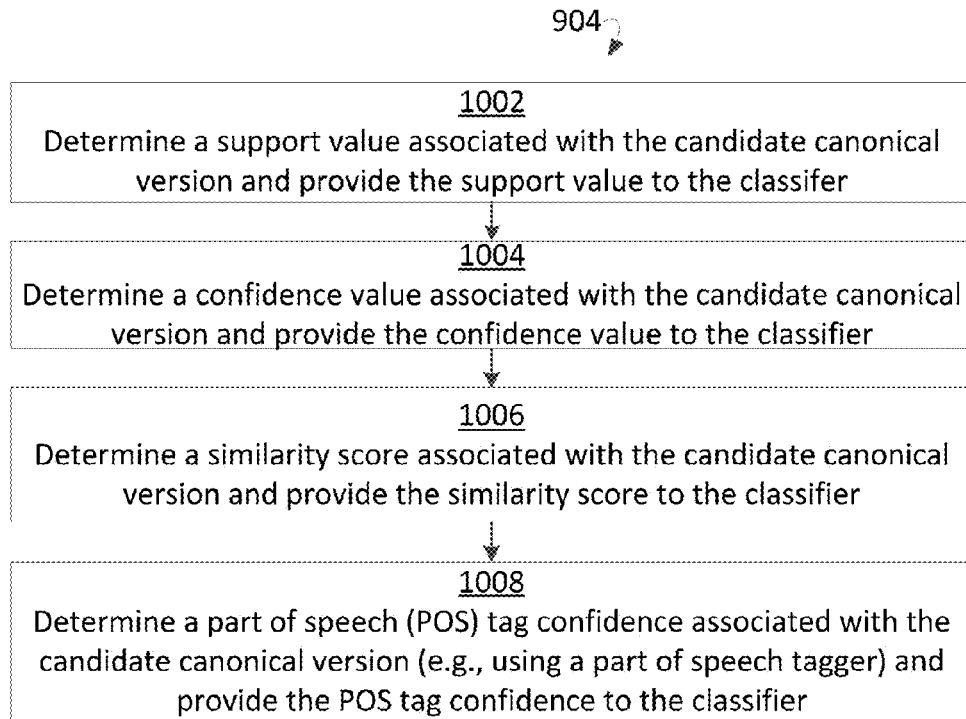 904
1002
Determine a support value associated with the candidate canonical
version and provide the support value to the classifer
1004
Determine a confidence value associated with the candidate canonical
version and provide the confidence value to the classifier
1006
Determine a similarity score associated with the candidate canonical
version and provide the similarity score to the classifier
1008
Determine a part of speech (POS) tag confidence associated with the
candidate canonical version (e.g., using a part of speech tagger) and
provide the POS tag confidence to the classifier